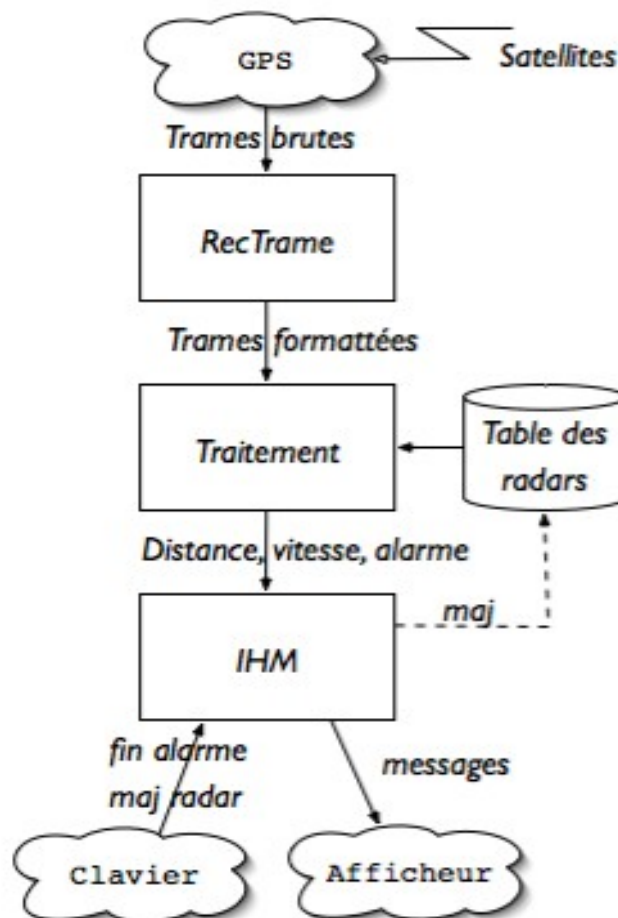 GPS
Satellites
Trames brutes
RecTrame
Trames formattées
Traitement
Table des
radars
Distance, vitesse, alarme
maj
IHM
fin alarme
maj radar
messages
Clavier
Afficheur